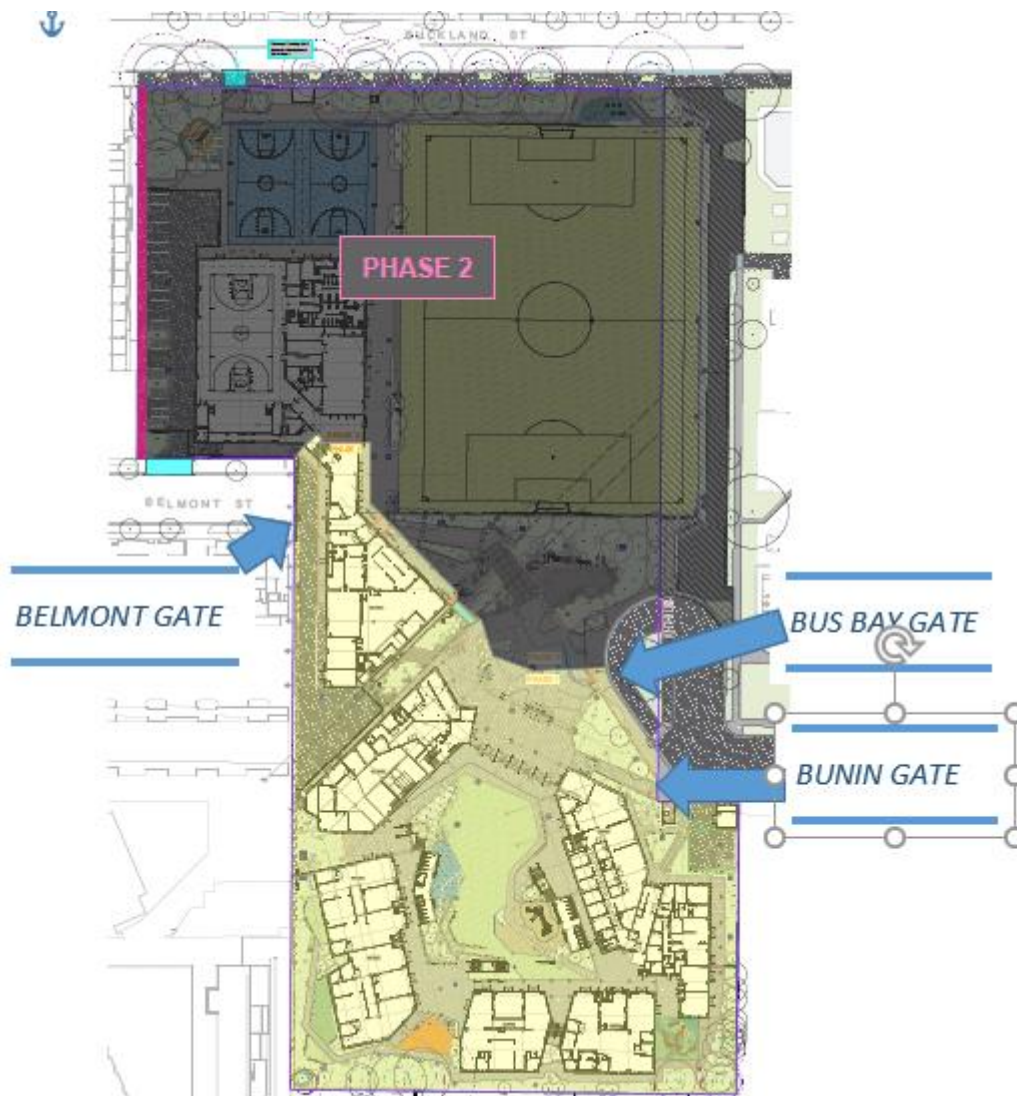 BUCKLAND ST
PHASE 2
BELMONT ST
BELMONT GATE
BUS BAY GATE
BUNIN GATE